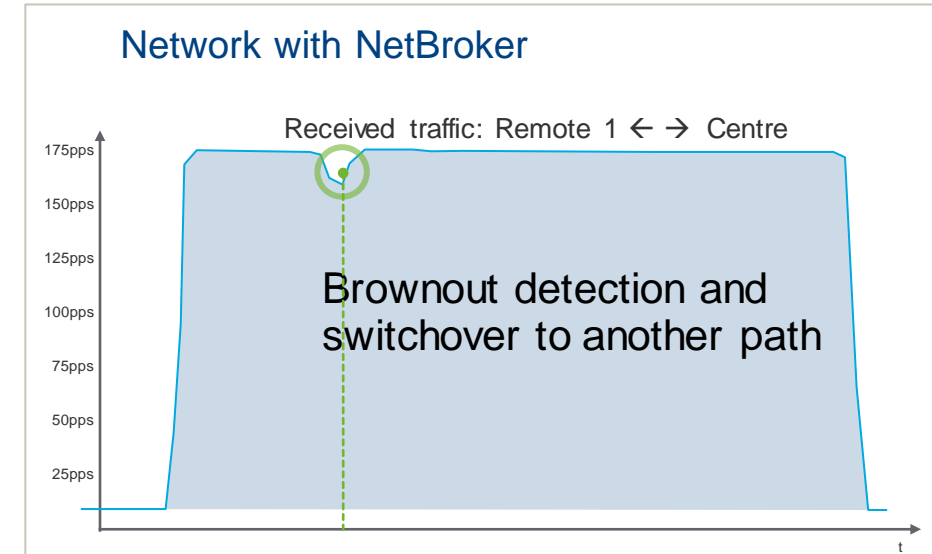 Network with NetBroker
Received traffic: Remote 1 ← → Centre
175pps
150pps
125pps
100pps
75pps
50pps
25pps
Brownout detection and
switchover to another path
t